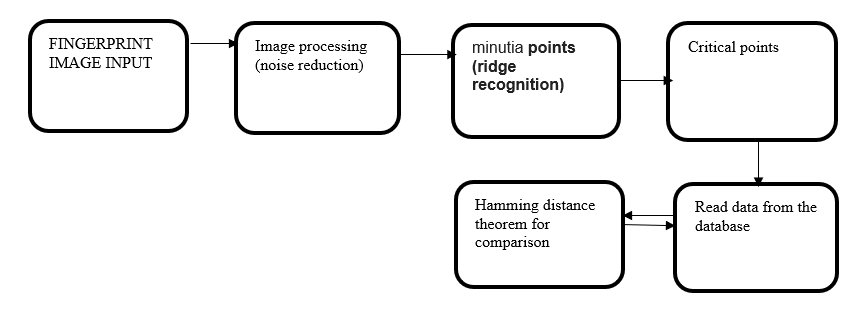 FINGERPRINT
IMAGE INPUT
Image processing
(noise reduction)
minutia points
(ridge
recognition)
Critical points
Hamming distance
theorem for
comparison
Read data from the
database